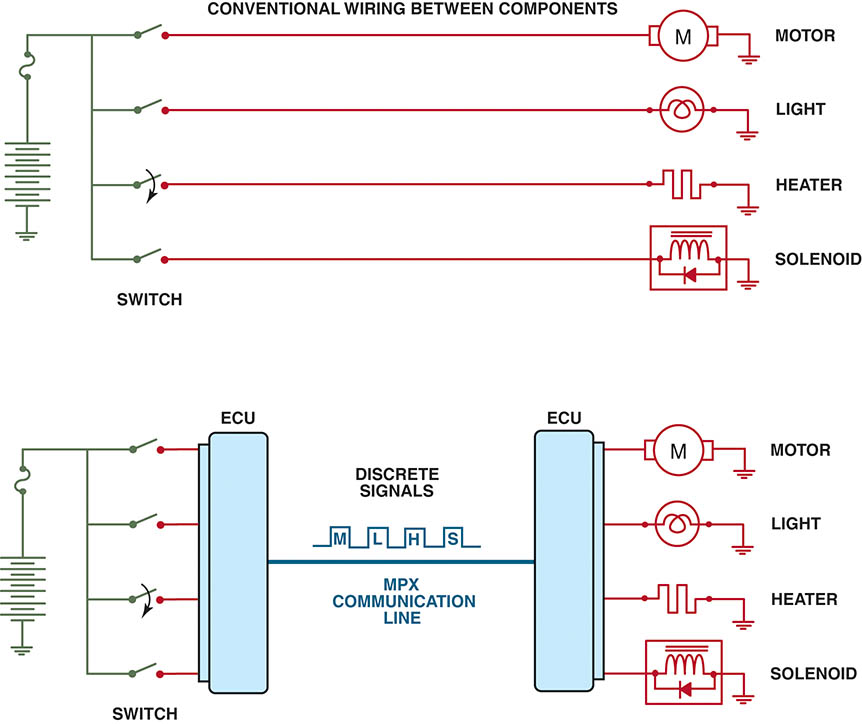 CONVENTIONAL WIRING BETWEEN COMPONENTS
M
MOTOR
LIGHT
HEATER
SOLENOID
SWITCH
ECU
ECU
M
MOTOR
DISCRETE
SIGNALS
LIGHT
M L H S
MPX
COMMUNICATION
LINE
HEATER
SOLENOID
SWITCH